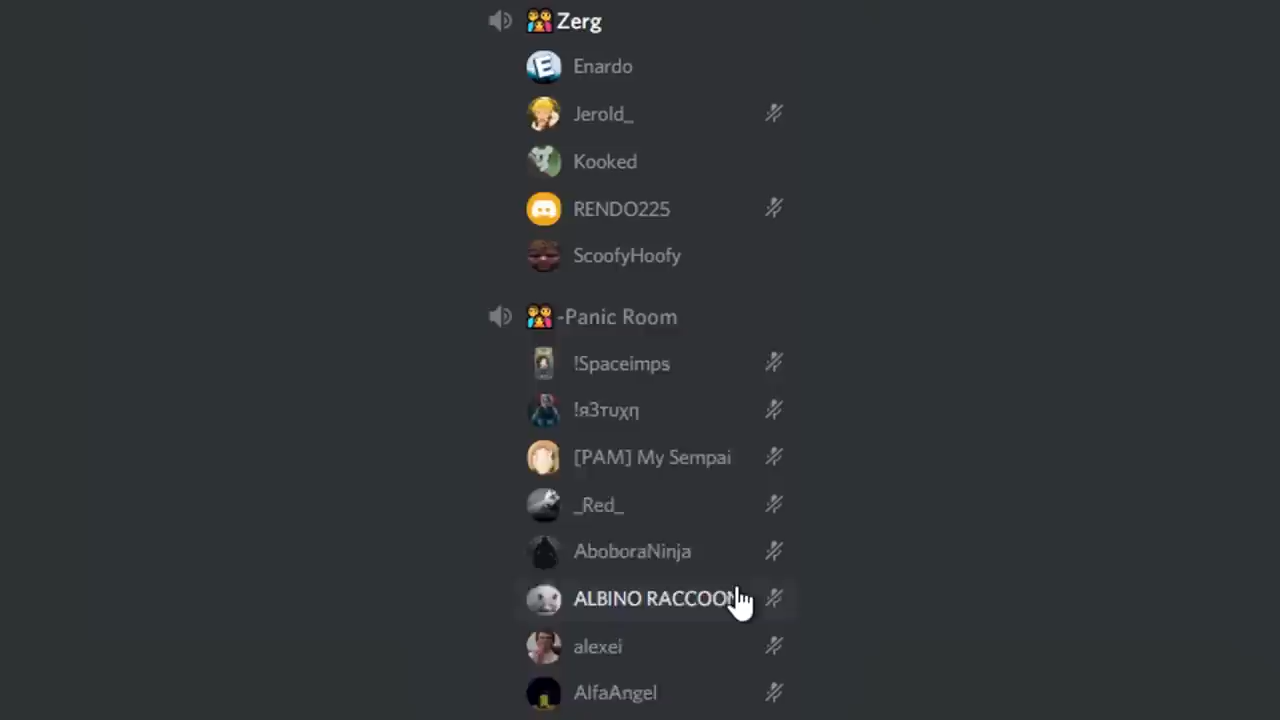 Zerg
E
Enardo
Jerold_
Kooked
RENDO225
ScoofyHoofy
-Panic Room
!Spaceimps
!я3тυχη
[PAM] My Sempai
_Red_
AboboraNinja
ALBINO RACCOON
alexei
AlfaAngel